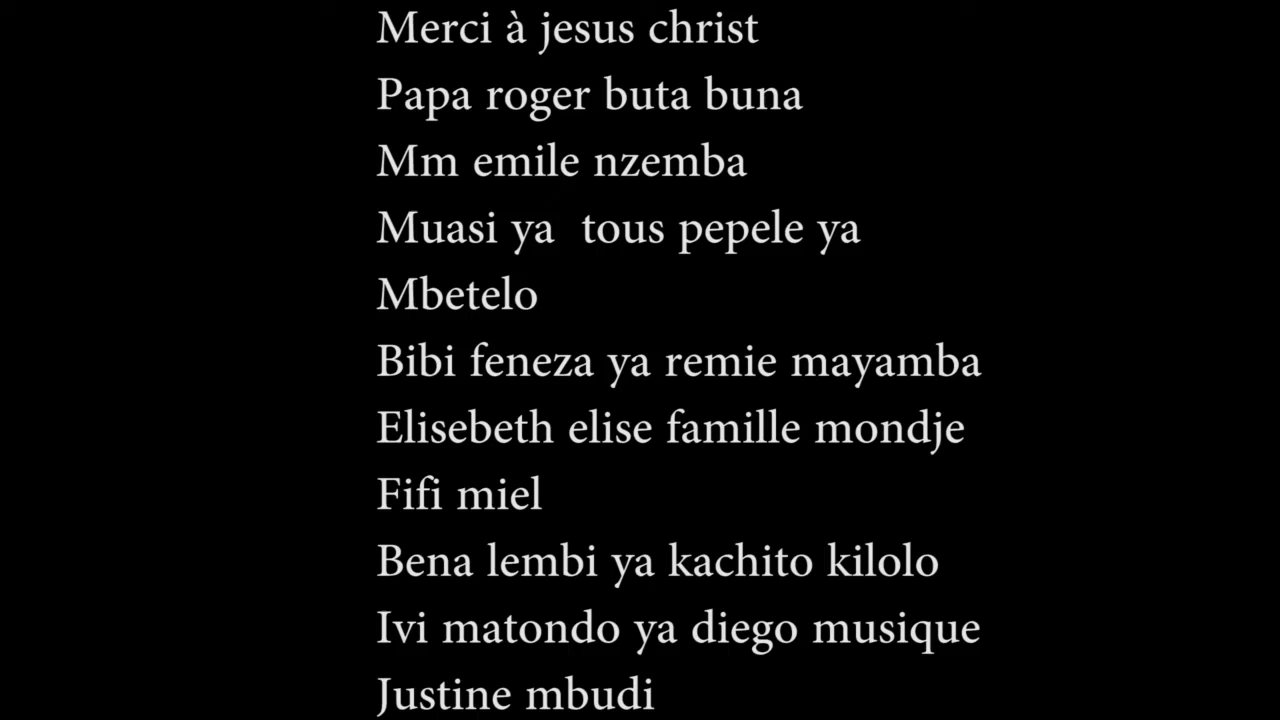 Merci à jesus christ
Papa roger buta buna
Mm emile nzemba
Muasi ya  tous pepele ya
Mbetelo
Bibi feneza ya remie mayamba
Elisebeth elise famille mondje
Fifi miel
Bena lembi ya kachito kilolo
Ivi matondo ya diego musique
Justine mbudi